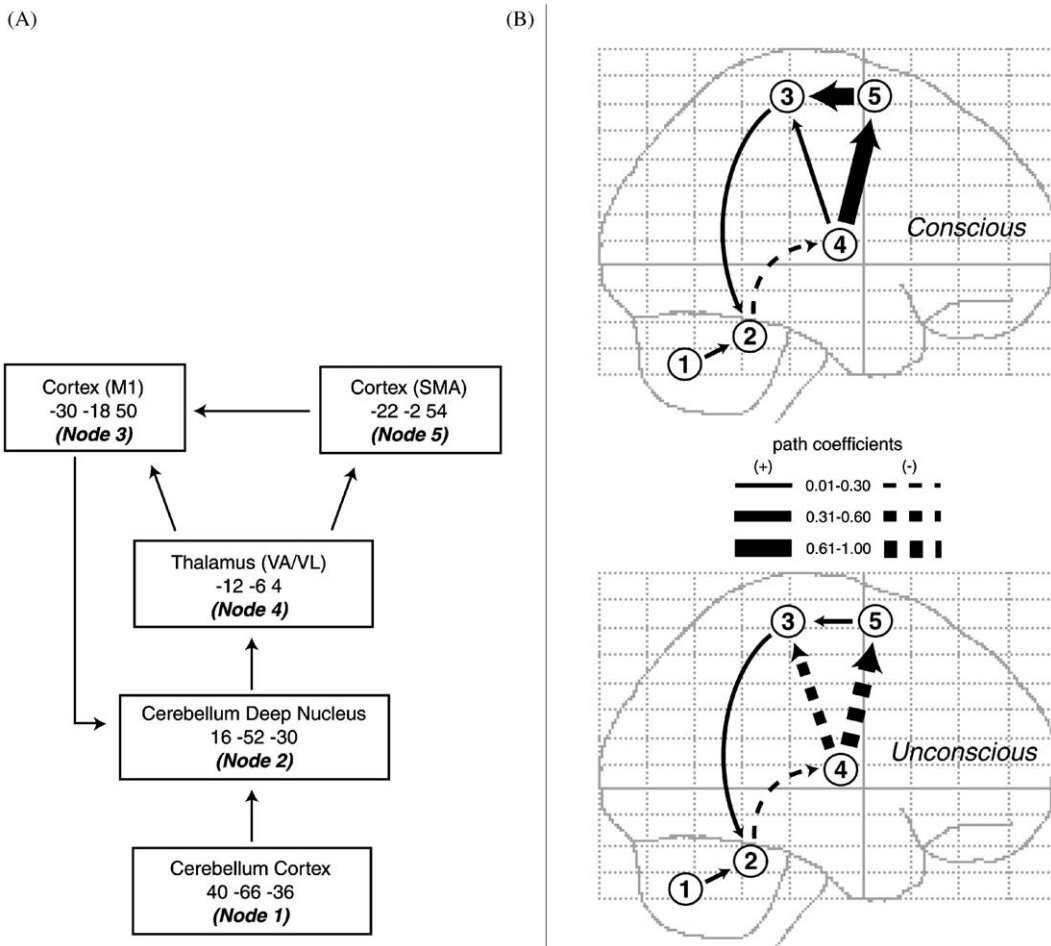 (A)
Cortex (M1)
-30 -18 50
(Node 3)
Cortex (SMA)
-22 -2 54
(Node 5)
Thalamus (VA/VL)
-12 -6 4
(Node 4)
Cerebellum Deep Nucleus
16 -52 -30
(Node 2)
Cerebellum Cortex
40 -66 -36
(Node 1)
(B)
3 5
4
Conscious
2
1
path coefficients
(+) (-)
0.01-0.30
0.31-0.60
0.61-1.00
3 5
Unconscious
4
2
1